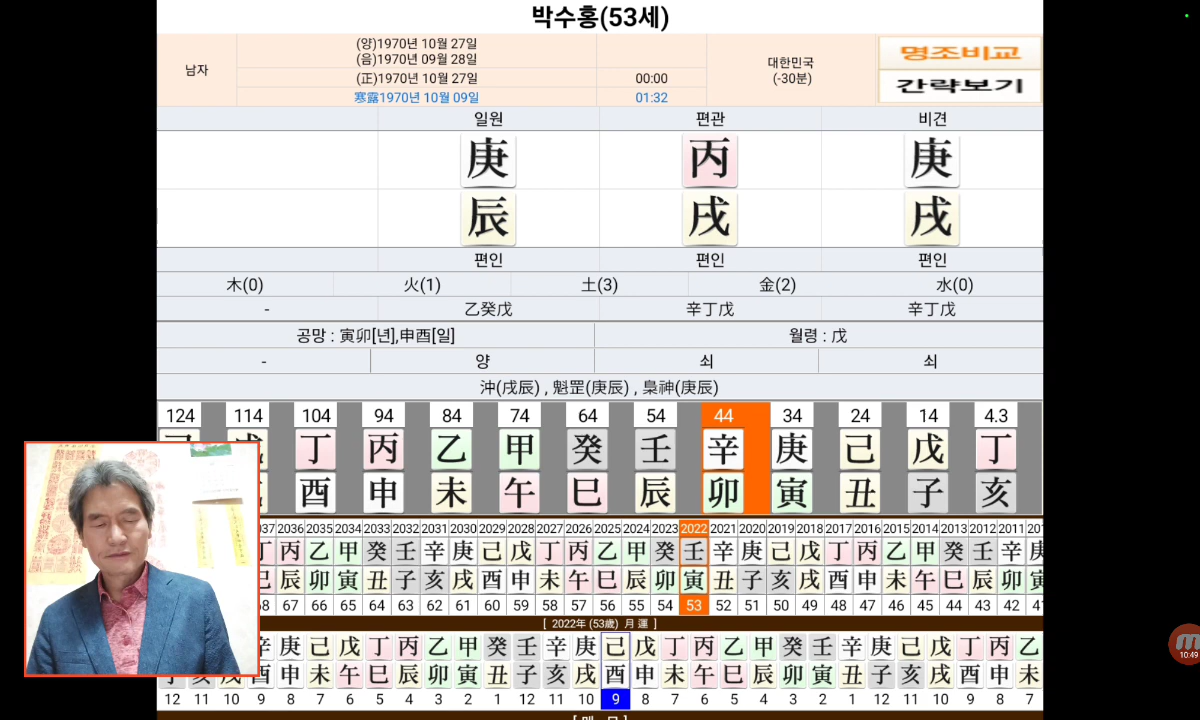 박수홍(53세)
남자
(양)1970년 10월 27일
(음)1970년 09월 28일
(正)1970년 10월 27일 00:00
寒露1970년 10월 09일 01:32
대한민국
(-30분)
명조비교
간략보기
일원 편관 비견
庚 丙 庚
辰 戌 戌
편인 편인 편인
木(0) 火(1) 土(3) 金(2) 水(0)
- 乙癸戊 辛丁戊 辛丁戊
공망 : 寅卯[년],申酉[일] 월령 : 戊
- 양 쇠 쇠
沖(戌辰) , 魁罡(庚辰) , 梟神(庚辰)
124 114 104 94 84 74 64 54 44 34 24 14 4.3
丁 丙 乙 甲 癸 壬 辛 庚 己 戊 丁
酉 申 未 午 巳 辰 卯 寅 丑 子 亥
2036 2035 2034 2033 2032 2031 2030 2029 2028 2027 2026 2025 2024 2023 2022 2021 2020 2019 2018 2017 2016 2015 2014 2013 2012 2011
丁 丙 乙 甲 癸 壬 辛 庚 己 戊 丁 丙 乙 甲 癸 壬 辛 庚 己 戊 丁 丙 乙 甲 癸 壬 辛 庚
巳 辰 卯 寅 丑 子 亥 戌 酉 申 未 午 巳 辰 卯 寅 丑 子 亥 戌 酉 申 未 午 巳 辰 卯 寅
68 67 66 65 64 63 62 61 60 59 58 57 56 55 54 53 52 51 50 49 48 47 46 45 44 43 42
[ 2022年 (53歲) 月 運 ]
辛 庚 己 戊 丁 丙 乙 甲 癸 壬 辛 庚 己 戊 丁 丙 乙 甲 癸 壬 辛 庚 己 戊 丁 丙 乙
子 亥 戌 酉 申 未 午 巳 辰 卯 寅 丑 子 亥 戌 酉 申 未 午 巳 辰 卯 寅 丑 子 亥 戌 酉 申 未
12 11 10 9 8 7 6 5 4 3 2 1 12 11 10 9 8 7 6 5 4 3 2 1 12 11 10 9 8 7
10:49